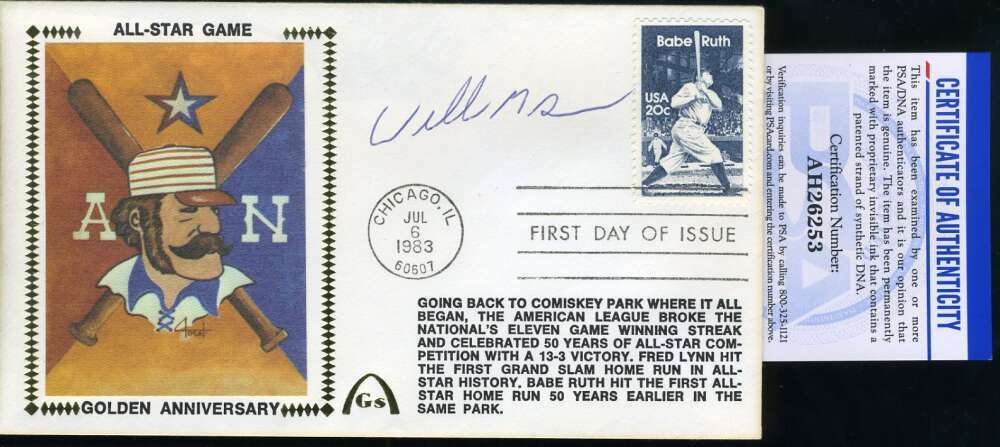 ALL-STAR GAME
A N
GOLDEN ANNIVERSARY
Babe Ruth
USA
20c
CHICAGO, IL
JUL
6
1983
60607
FIRST DAY OF ISSUE
GOING BACK TO COMISKEY PARK WHERE IT ALL
BEGAN, THE AMERICAN LEAGUE BROKE THE
NATIONAL'S ELEVEN GAME WINNING STREAK
AND CELEBRATED 50 YEARS OF ALL-STAR COM-
PETITION WITH A 13-3 VICTORY. FRED LYNN HIT
THE FIRST GRAND SLAM HOME RUN IN ALL-
STAR HISTORY. BABE RUTH HIT THE FIRST ALL-
STAR HOME RUN 50 YEARS EARLIER IN THE
SAME PARK.
Gs
CERTIFICATE OF AUTHENTICITY
This item has been examined by one or more
PSA/DNA authenticators and it is our opinion that
the item is genuine. The item has been permanently
marked with proprietary invisible ink that contains a
patented strand of synthetic DNA.
Certification Number:
AH26253
Verification inquiries can be made to PSA by calling 800-325-1121
or by visiting PSAcard.com and entering the certification number above.